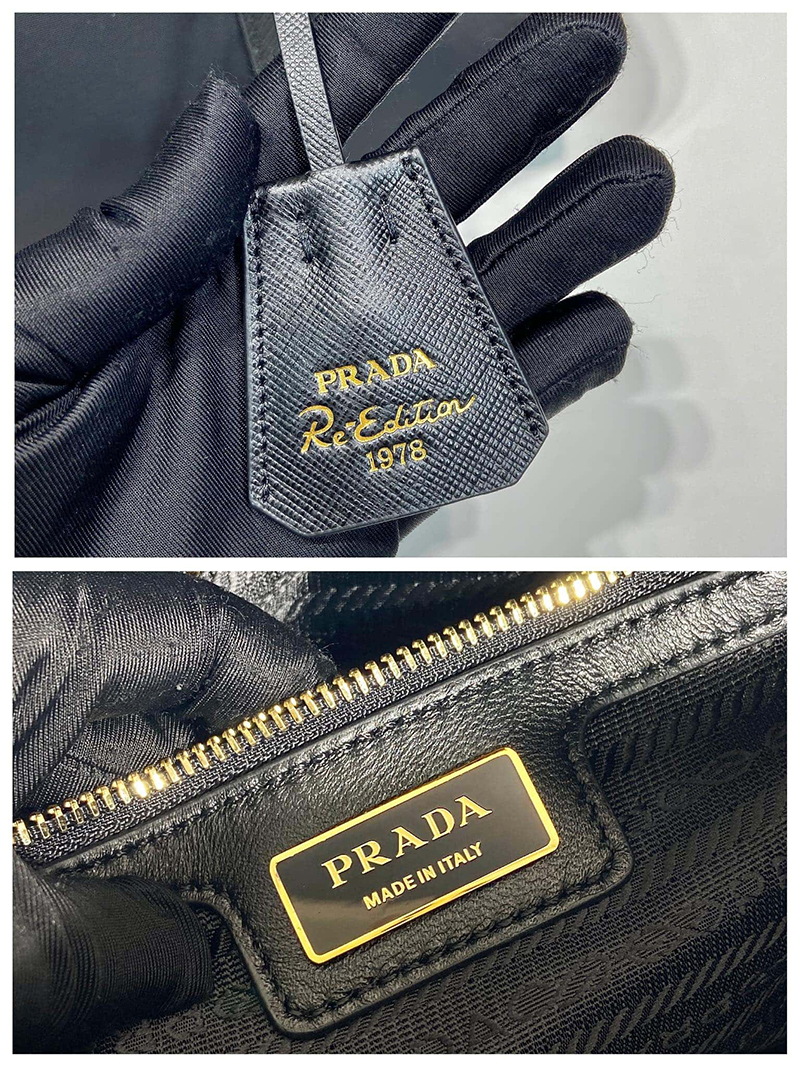 PRADA
Re-Edition
1978
PRADA
MADE IN ITALY